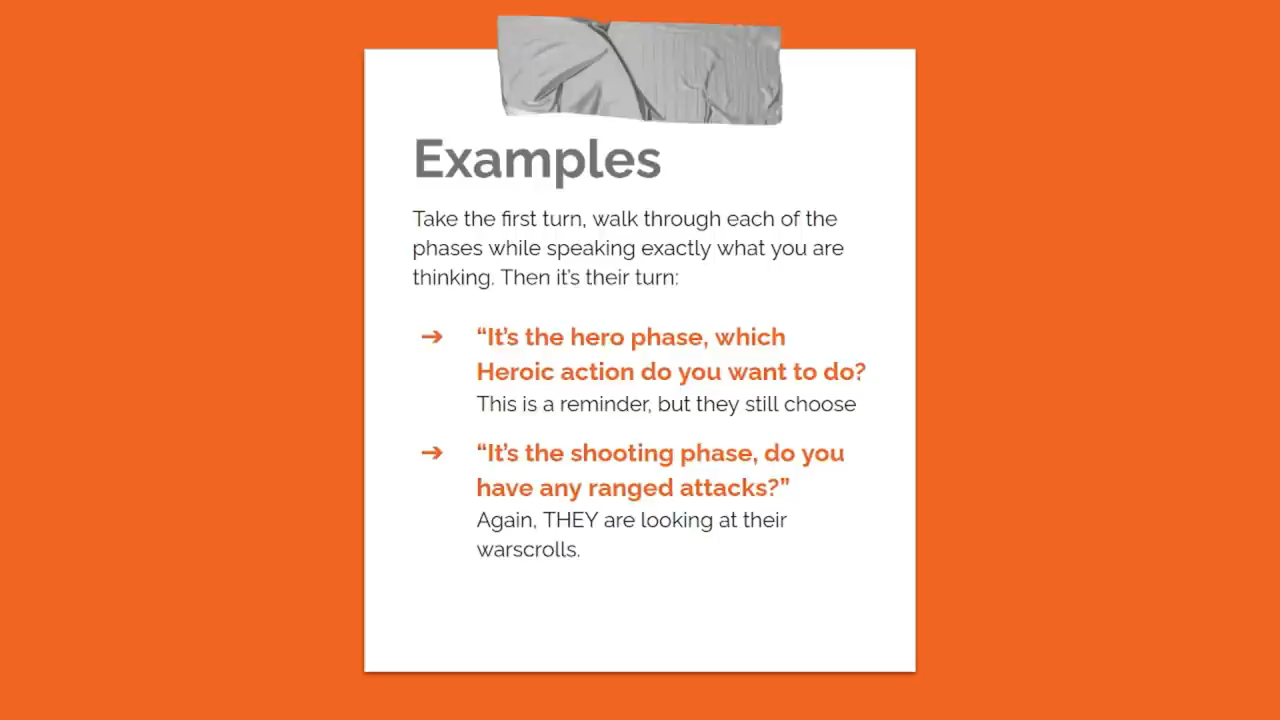 Examples
Take the first turn, walk through each of the
phases while speaking exactly what you are
thinking. Then it’s their turn:
➔ “It’s the hero phase, which
Heroic action do you want to do?
This is a reminder, but they still choose
➔ “It’s the shooting phase, do you
have any ranged attacks?”
Again, THEY are looking at their
warscrolls.